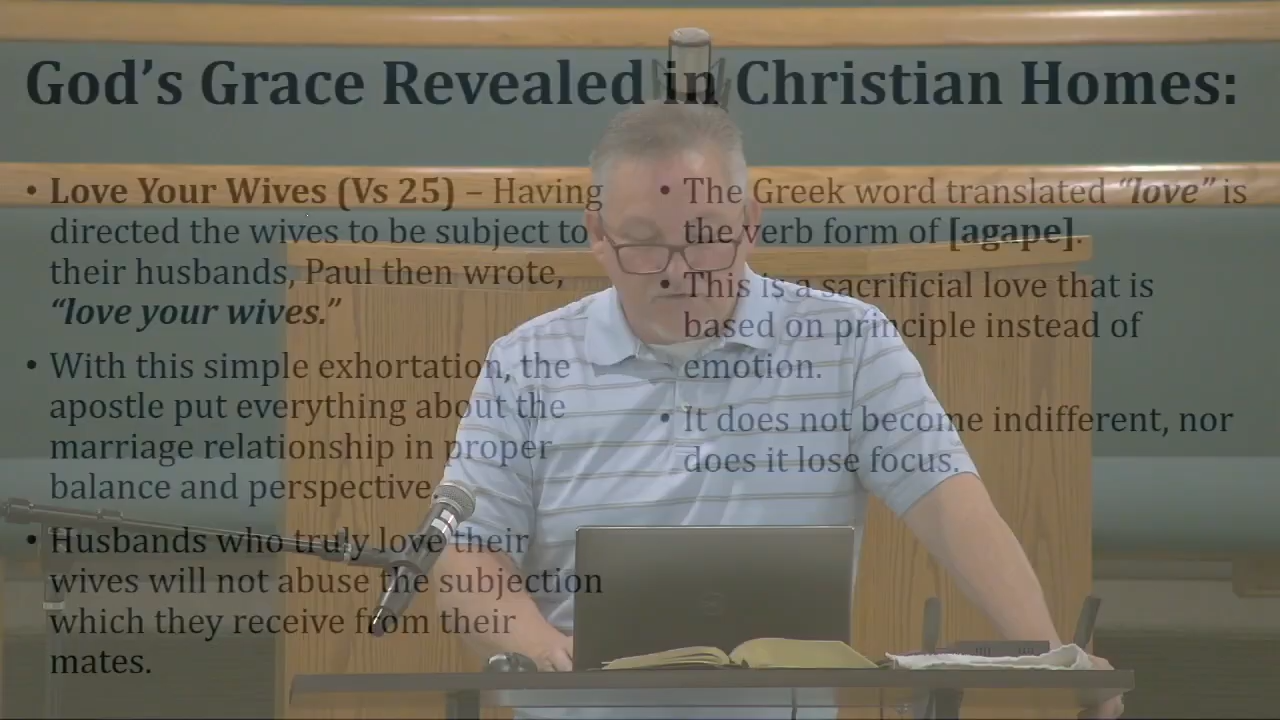 God’s Grace Revealed in Christian Homes:
• Love Your Wives (Vs 25) – Having
directed the wives to be subject to
their husbands, Paul then wrote,
“love your wives.”
• With this simple exhortation, the
apostle put everything about the
marriage relationship in proper
balance and perspective.
• Husbands who truly love their
wives will not abuse the subjection
which they receive from their
mates.
• The Greek word translated “love” is
the verb form of [agape].
• This is a sacrificial love that is
based on principle instead of
emotion.
• It does not become indifferent, nor
does it lose focus.